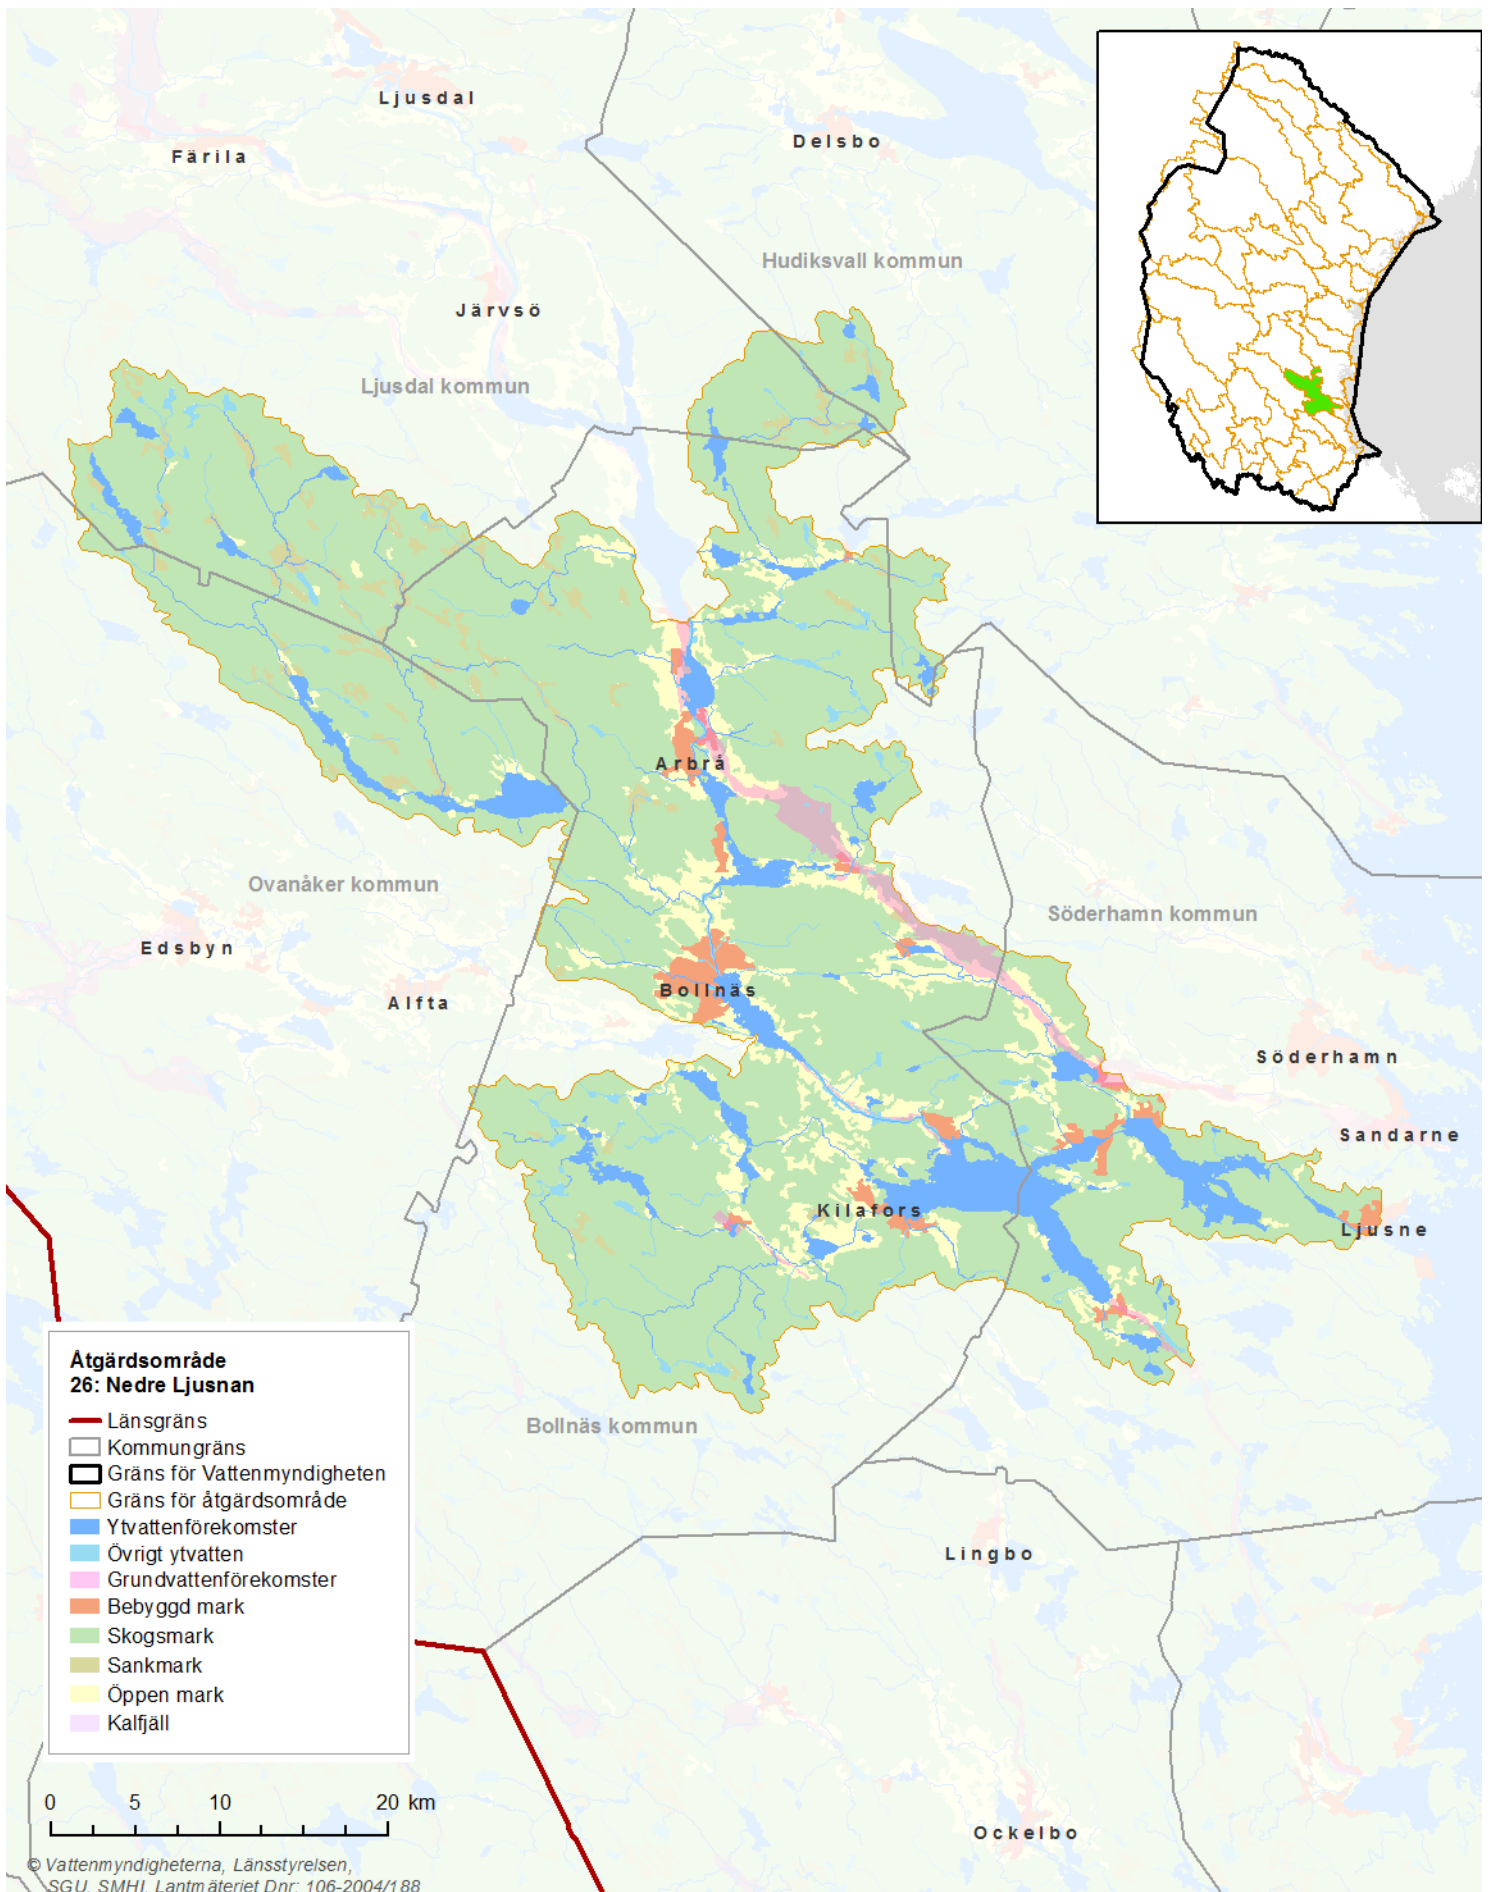 Ljusdal
Delsbo
Färila
Hudiksvall kommun
Järvsö
Ljusdal kommun
Arbrå
Ovanåker kommun
Söderhamn kommun
Edsbyn
Bollnäs
Alfta
Söderhamn
Sandarne
Kilafors
Ljusne
Bollnäs kommun
Lingbo
Ockelbo
Åtgärdsområde
26: Nedre Ljusnan
Länsgräns
Kommungräns
Gräns för Vattenmyndigheten
Gräns för åtgärdsområde
Ytvattenförekomster
Övrigt ytvatten
Grundvattenförekomster
Bebyggd mark
Skogsmark
Sankmark
Öppen mark
Kalfjäll
0 5 10 20 km
© Vattenmyndigheterna, Länsstyrelsen,
SGU, SMHI, Lantmäteriet Dnr: 106-2004/188